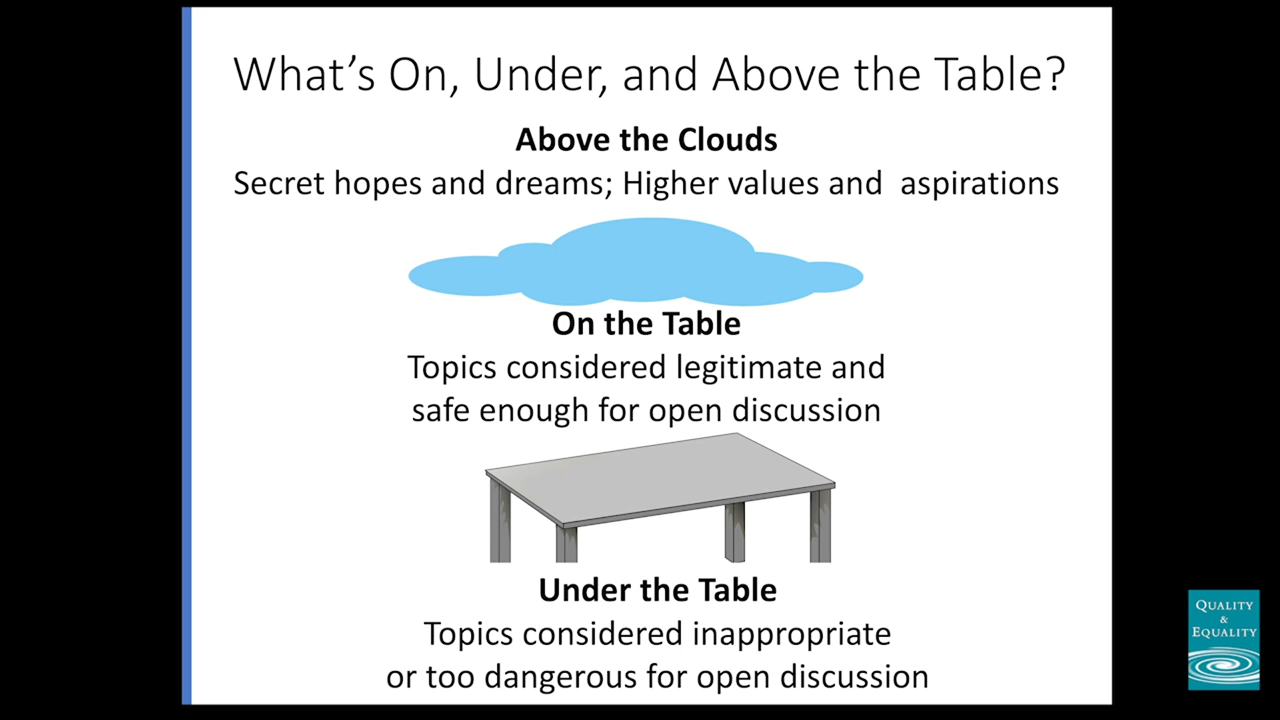 What’s On, Under, and Above the Table?
Above the Clouds
Secret hopes and dreams; Higher values and  aspirations
On the Table
Topics considered legitimate and
safe enough for open discussion
Under the Table
Topics considered inappropriate
or too dangerous for open discussion
QUALITY
&
EQUALITY